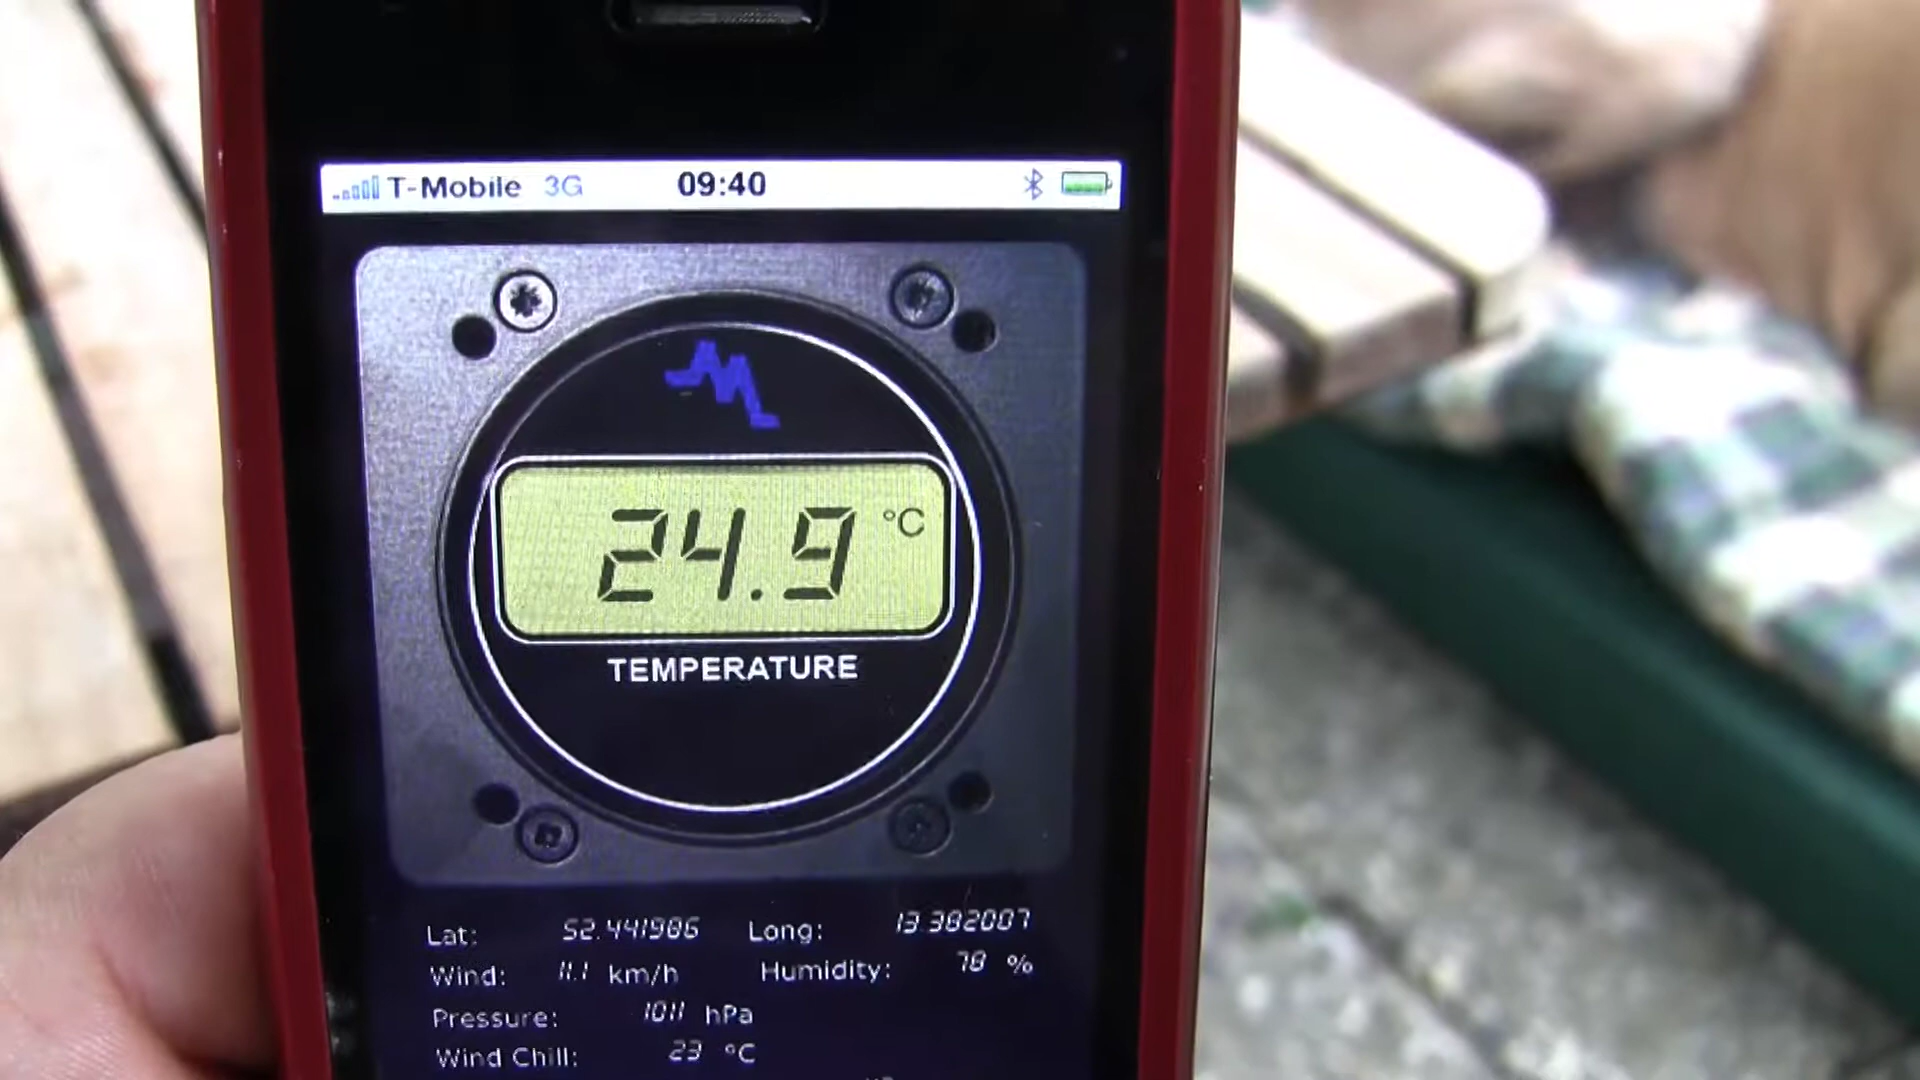 T-Mobile 3G 09:40
24.9 °C
TEMPERATURE
Lat: 52.441986 Long: 13.382007
Wind: 11.1 km/h Humidity: 78 %
Pressure: 1011 hPa
Wind Chill: 23 °C